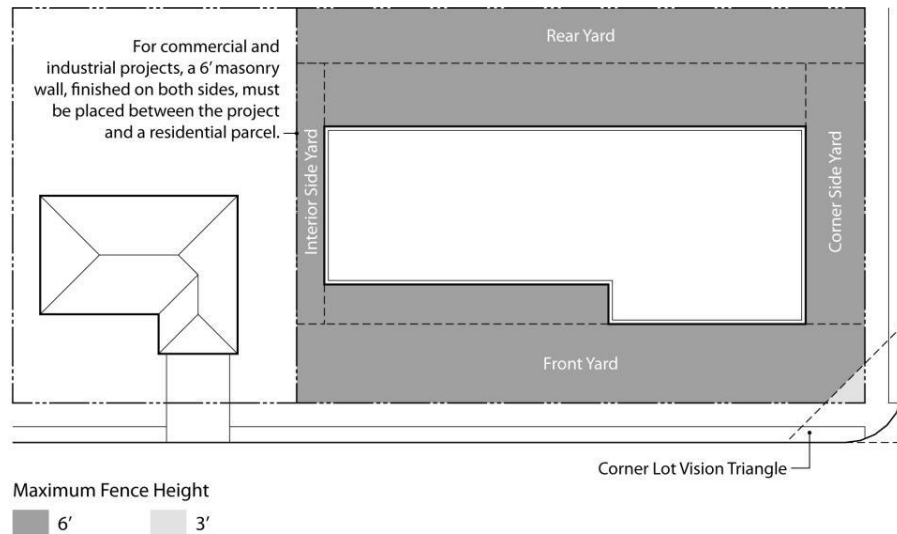 Rear Yard
For commercial and
industrial projects, a 6’ masonry
wall, finished on both sides, must
be placed between the project
and a residential parcel.
Interior Side Yard
Corner Side Yard
Front Yard
Corner Lot Vision Triangle
Maximum Fence Height
6’
3’